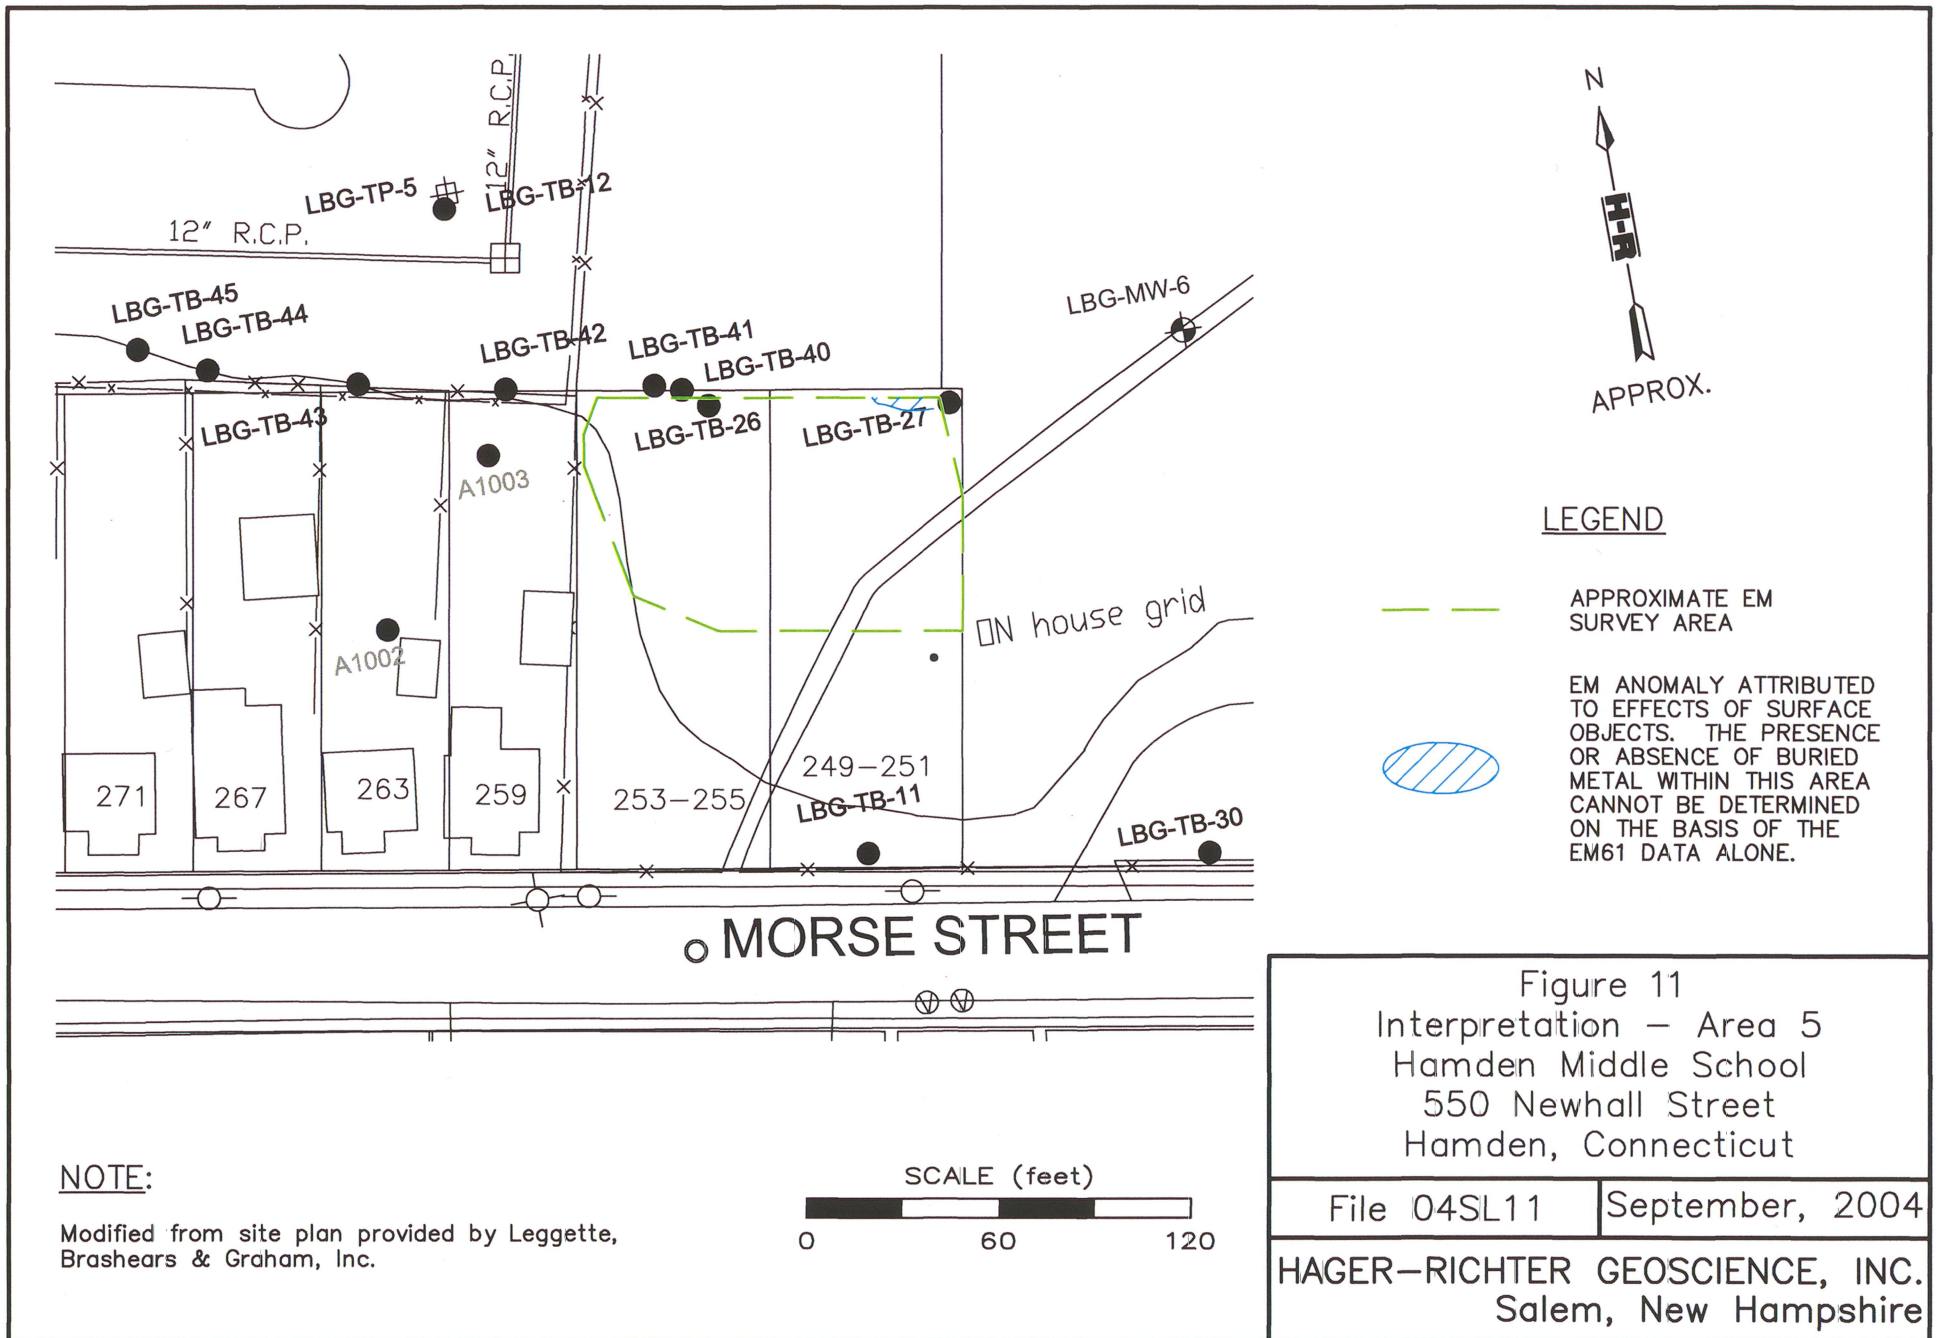 12" R.C.P.
N
LBG-TP-5
LBG-TB-12
12" R.C.P.
H-R
LBG-MW-6
LBG-TB-45
LBG-TB-44
LBG-TB-42
LBG-TB-41
LBG-TB-40
APPROX.
LBG-TB-43
LBG-TB-26
LBG-TB-27
A1003
LEGEND
APPROXIMATE EM
SURVEY AREA
N house grid
A1002
EM ANOMALY ATTRIBUTED
TO EFFECTS OF SURFACE
OBJECTS. THE PRESENCE
OR ABSENCE OF BURIED
METAL WITHIN THIS AREA
CANNOT BE DETERMINED
ON THE BASIS OF THE
EM61 DATA ALONE.
271
267
263
259
253-255
249-251
LBG-TB-11
LBG-TB-30
MORSE STREET
Figure 11
Interpretation - Area 5
Hamden Middle School
550 Newhall Street
Hamden, Connecticut
File 04SL11
September, 2004
HAGER-RICHTER GEOSCIENCE, INC.
Salem, New Hampshire
NOTE:
Modified from site plan provided by Leggette,
Brashears & Graham, Inc.
SCALE (feet)
0 60 120